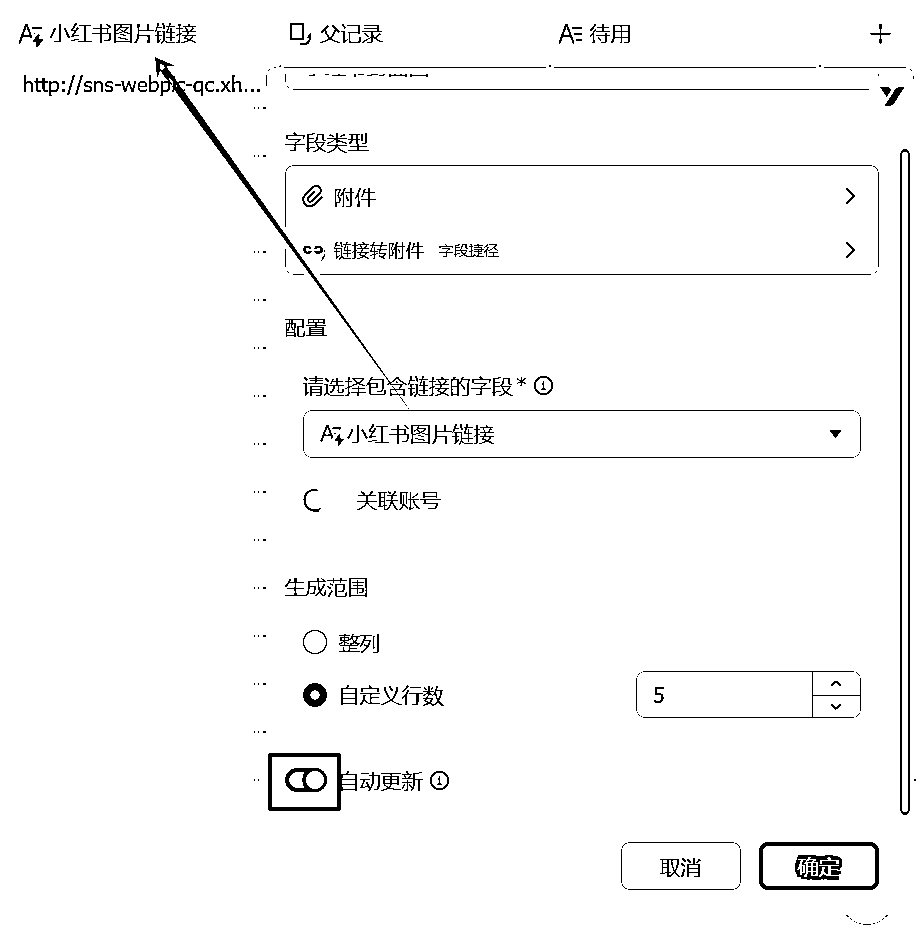 小红书图片链接
父记录
待用
http://sns-webpic-qc.xh...
字段类型
附件
链接转附件 字段捷径
配置
请选择包含链接的字段 *
小红书图片链接
关联账号
生成范围
整列
自定义行数
5
自动更新
取消
确定